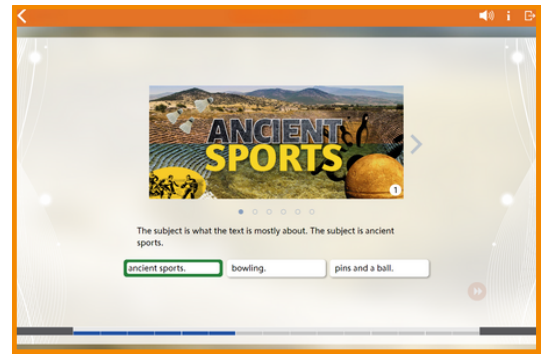 ANCIENT
SPORTS
1
The subject is what the text is mostly about. The subject is ancient
sports.
ancient sports.
bowling.
pins and a ball.